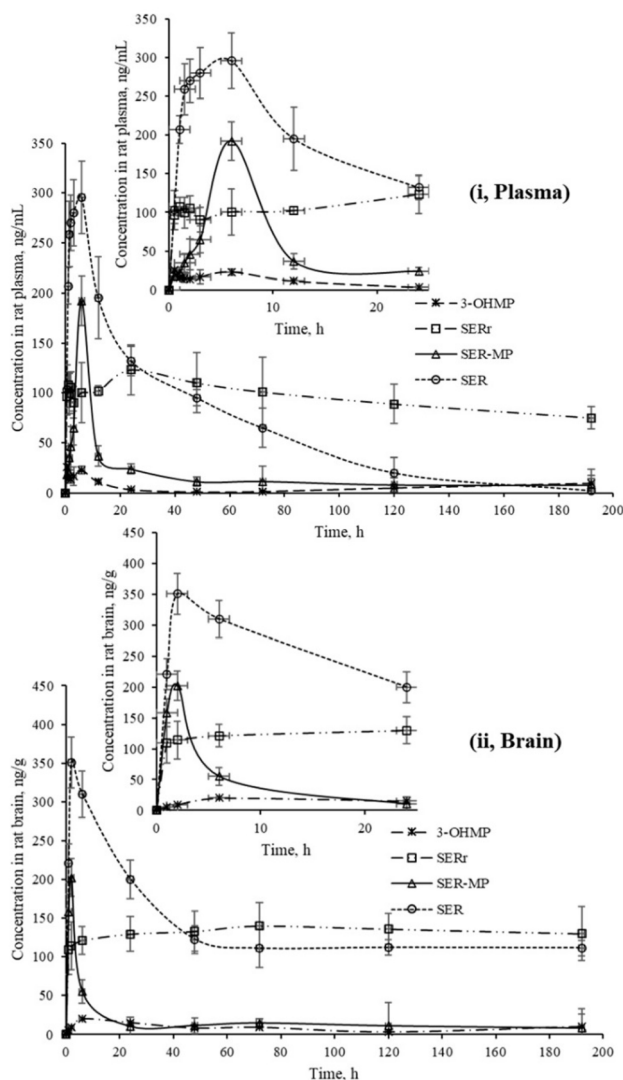 Concentration in rat plasma, ng/mL
350
300
250
200
150
100
50
0
0
10
20
Time, h
(i, Plasma)
Concentration in rat plasma, ng/mL
350
300
250
200
150
100
50
0
0 20 40 60 80 100 120 140 160 180 200
Time, h
3-OHMP
SERr
SER-MP
SER
Concentration in rat brain, ng/g
450
400
350
300
250
200
150
100
50
0
0
10
20
Time, h
(ii, Brain)
Concentration in rat brain, ng/g
450
400
350
300
250
200
150
100
50
0
0 20 40 60 80 100 120 140 160 180 200
Time, h
3-OHMP
SERr
SER-MP
SER